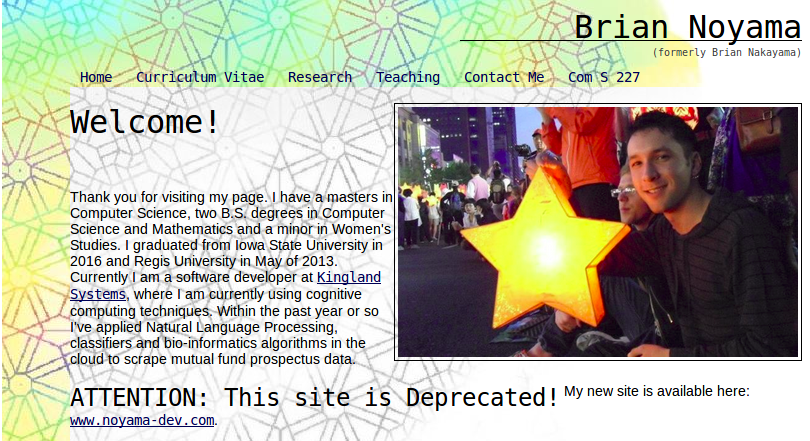 Brian Noyama
(formerly Brian Nakayama)
Home Curriculum Vitae Research Teaching Contact Me Com S 227
Welcome!
Thank you for visiting my page. I have a masters in
Computer Science, two B.S. degrees in Computer
Science and Mathematics and a minor in Women's
Studies. I graduated from Iowa State University in
2016 and Regis University in May of 2013.
Currently I am a software developer at Kingland
Systems, where I am currently using cognitive
computing techniques. Within the past year or so
I've applied Natural Language Processing,
classifiers and bio-informatics algorithms in the
cloud to scrape mutual fund prospectus data.
ATTENTION: This site is Deprecated! My new site is available here:
www.noyama-dev.com.